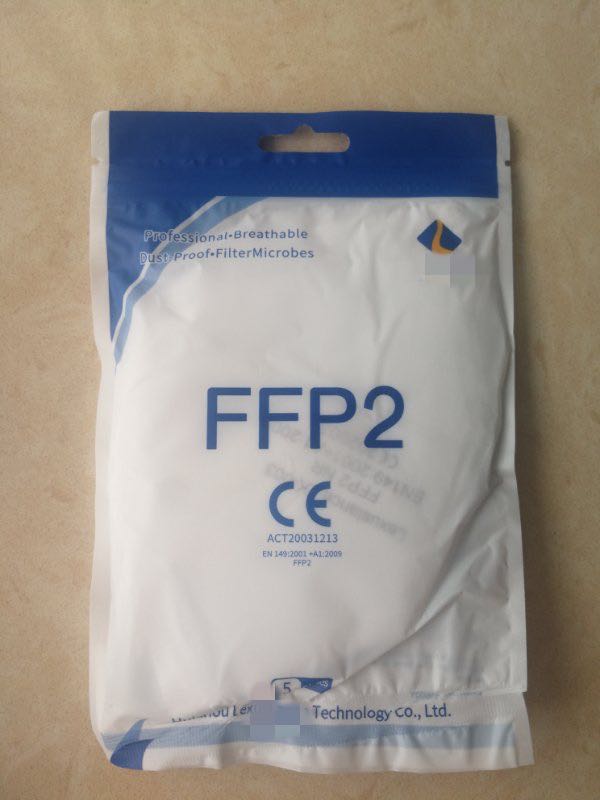 Professional•Breathable
Dust-Proof•FilterMicrobes
FFP2
CE
ACT20031213
EN 149:2001 +A1:2009
FFP2
5
Technology Co., Ltd.